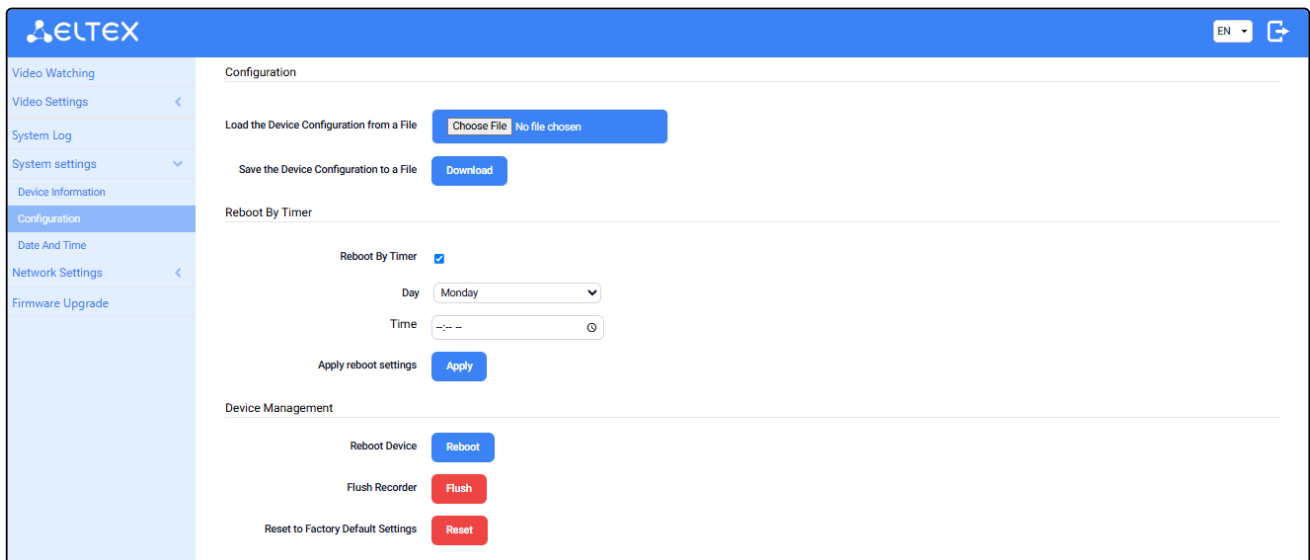 ELTEX
EN
Video Watching
Video Settings
System Log
System settings
Device Information
Configuration
Date And Time
Network Settings
Firmware Upgrade
Configuration
Load the Device Configuration from a File Choose File No file chosen
Save the Device Configuration to a File Download
Reboot By Timer
Reboot By Timer
Day Monday
Time --:-- --
Apply reboot settings Apply
Device Management
Reboot Device Reboot
Flush Recorder Flush
Reset to Factory Default Settings Reset